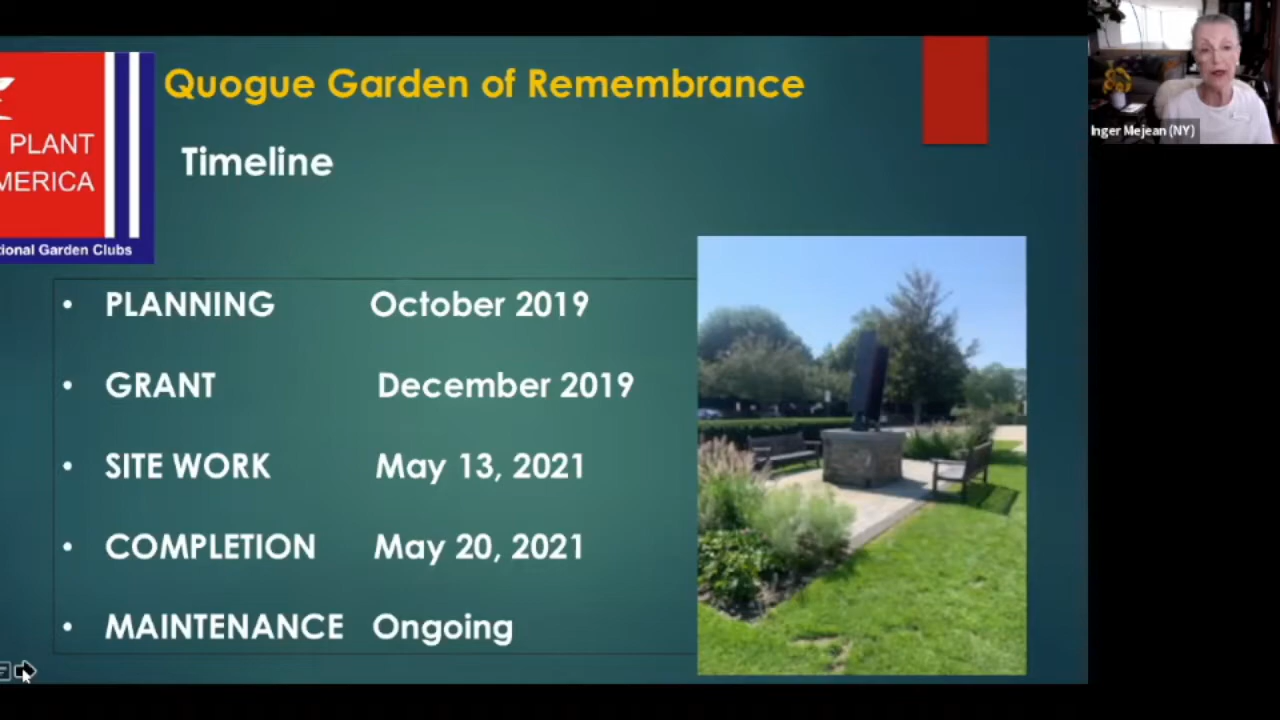 Quogue Garden of Remembrance
PLANT
MERICA
Timeline
tional Garden Clubs
• PLANNING October 2019
• GRANT December 2019
• SITE WORK May 13, 2021
• COMPLETION May 20, 2021
• MAINTENANCE Ongoing
Inger Mejean (NY)